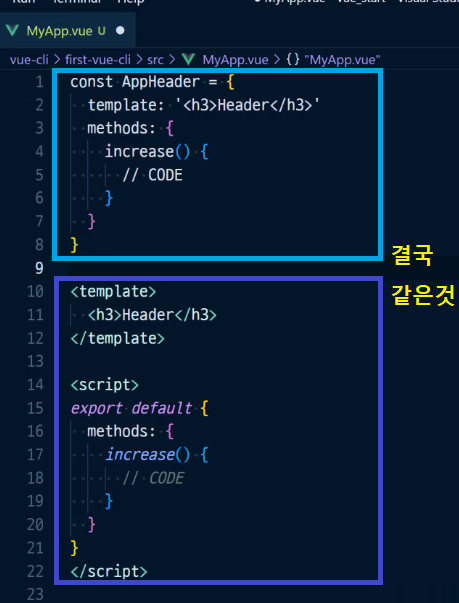 Run Terminal Help
MyApp.vue - vue_start - Visual Studi
MyApp.vue U
vue-cli > first-vue-cli > src > MyApp.vue > {} "MyApp.vue"
1 const AppHeader = {
2 template: '<h3>Header</h3>'
3 methods: {
4 increase() {
5 // CODE
6 }
7 }
8 }
9
결국
같은것
10 <template>
11 <h3>Header</h3>
12 </template>
13
14 <script>
15 export default {
16 methods: {
17 increase() {
18 // CODE
19 }
20 }
21 }
22 </script>
23